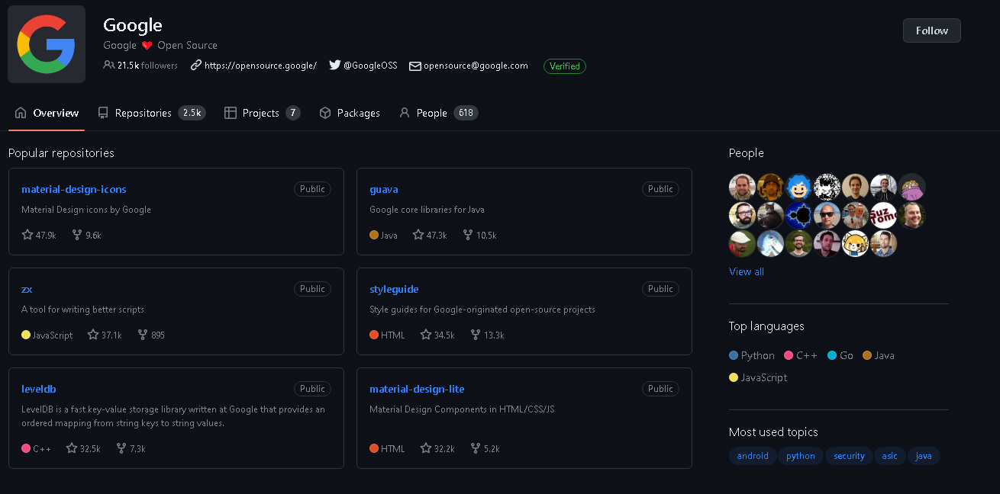 Google
Google ❤️ Open Source
21.5k followers https://opensource.google/ @GoogleOSS opensource@google.com Verified
Follow
Overview Repositories 2.5k Projects 7 Packages People 618
Popular repositories
material-design-icons Public
Material Design icons by Google
47.9k 9.6k
guava Public
Google core libraries for Java
Java 47.3k 10.5k
zx Public
A tool for writing better scripts
JavaScript 37.1k 895
styleguide Public
Style guides for Google-originated open-source projects
HTML 34.5k 13.3k
leveldb Public
LevelDB is a fast key-value storage library written at Google that provides an
ordered mapping from string keys to string values.
C++ 32.5k 7.3k
material-design-lite Public
Material Design Components in HTML/CSS/JS
HTML 32.2k 5.2k
People
View all
Top languages
Python C++ Go Java
JavaScript
Most used topics
android python security asic java